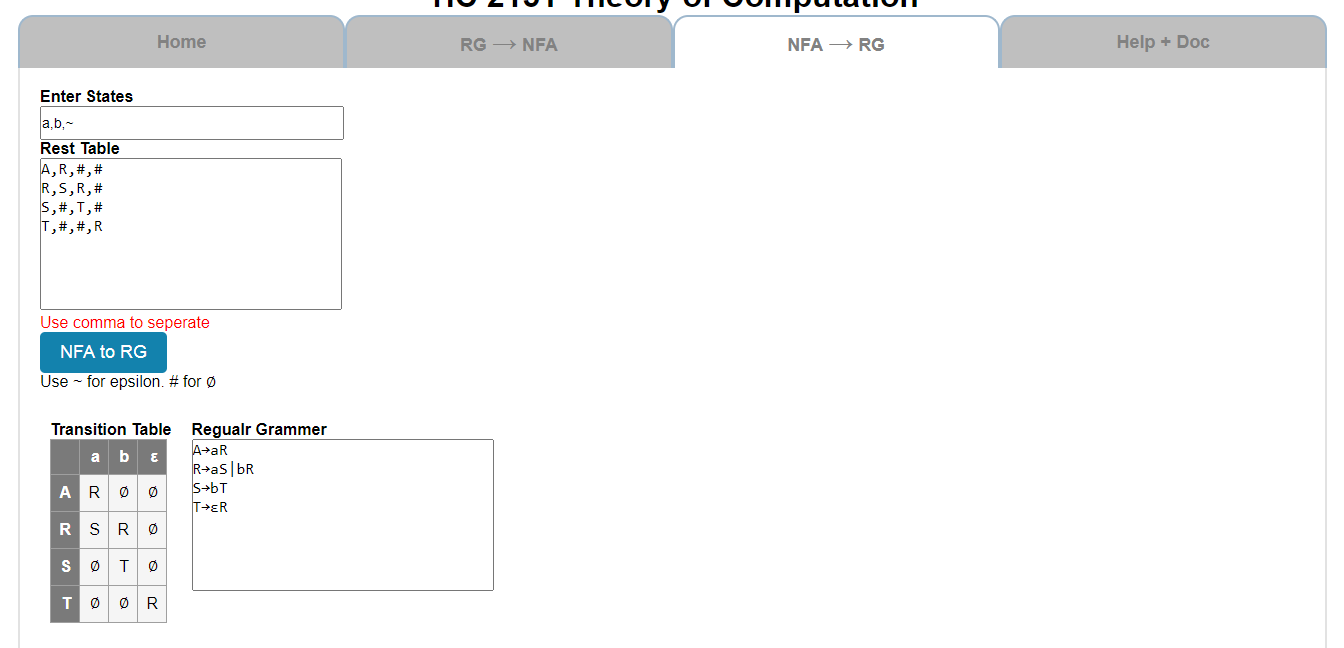 Theory of Computation
Home
RG → NFA
NFA → RG
Help + Doc
Enter States
a,b,~
Rest Table
A,R,#,#
R,S,R,#
S,#,T,#
T,#,#,R
Use comma to seperate
NFA to RG
Use ~ for epsilon. # for ∅
Transition Table
a b ε
A R ∅ ∅
R S R ∅
S ∅ T ∅
T ∅ ∅ R
Regualr Grammer
A→aR
R→aS|bR
S→bT
T→εR